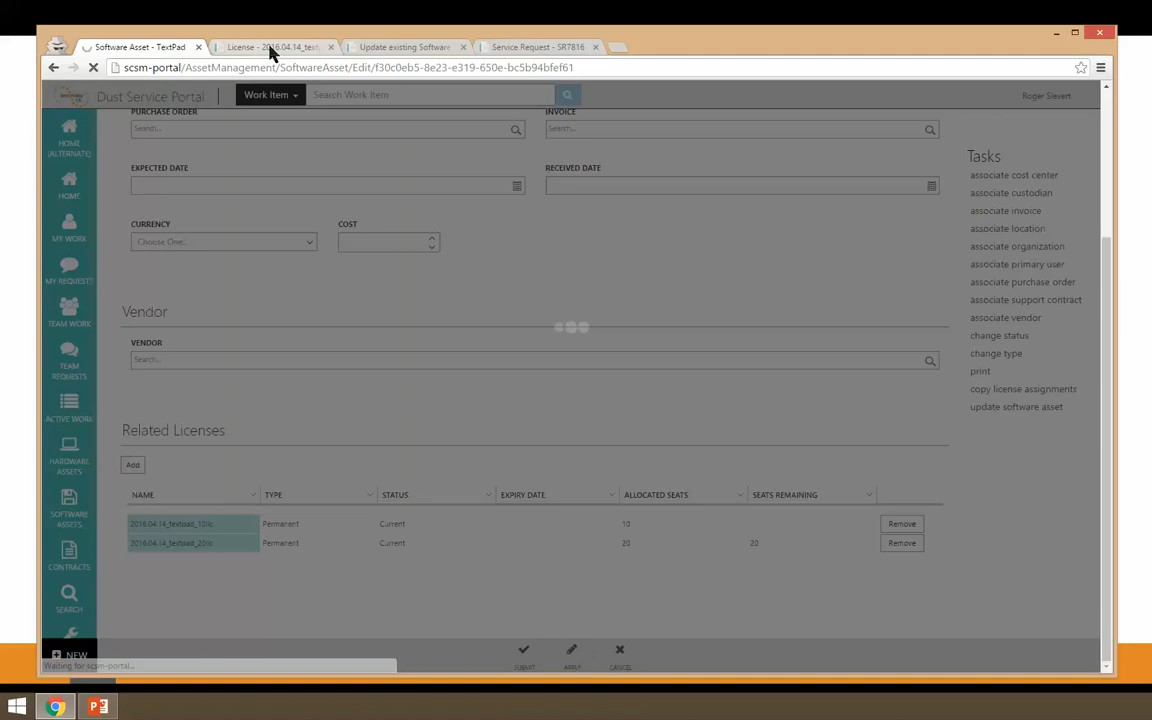 Software Asset - TextPad
License - 2016.04.14_text
Update existing Software
Service Request - SR7816
scsm-portal/AssetManagement/SoftwareAsset/Edit/f30c0eb5-8e23-e319-650e-bc5b94bfef61
Dust Service Portal
Work Item
Search Work Item
Roger Sievert
HOME (ALTERNATE)
HOME
MY WORK
MY REQUESTS
TEAM WORK
TEAM REQUESTS
ACTIVE WORK
HARDWARE ASSETS
SOFTWARE ASSETS
CONTRACTS
SEARCH
NEW
PURCHASE ORDER
INVOICE
Search...
Search...
EXPECTED DATE
RECEIVED DATE
CURRENCY
COST
Choose One...
Vendor
VENDOR
Search...
Related Licenses
Add
NAME TYPE STATUS EXPIRY DATE ALLOCATED SEATS SEATS REMAINING
2016.04.14_textpad_10lic Permanent Current 10 Remove
2016.04.14_textpad_20lic Permanent Current 20 20 Remove
SUBMIT
APPLY
CANCEL
Tasks
associate cost center
associate custodian
associate invoice
associate location
associate organization
associate primary user
associate purchase order
associate support contract
associate vendor
change status
change type
print
copy license assignments
update software asset
Waiting for scsm-portal...